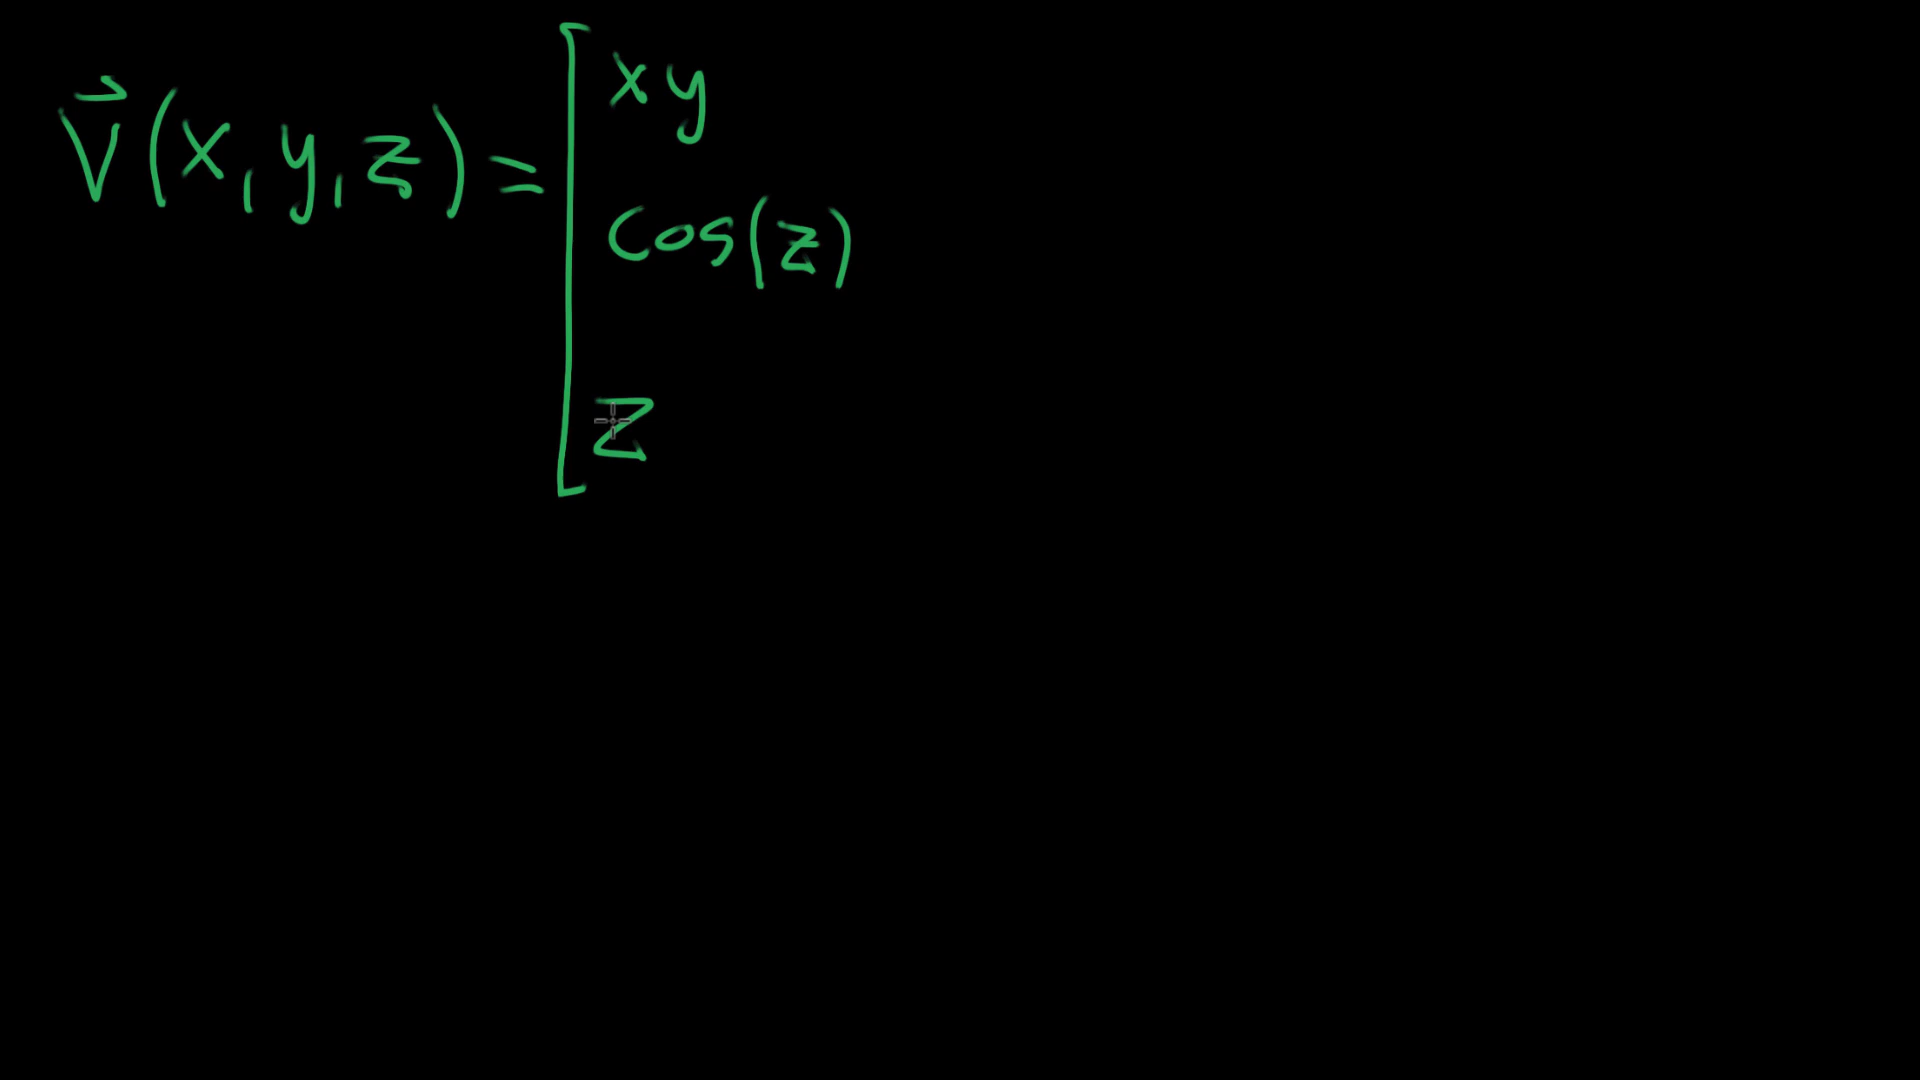 V⃗(x,y,z)=[
xy
cos(z)
z